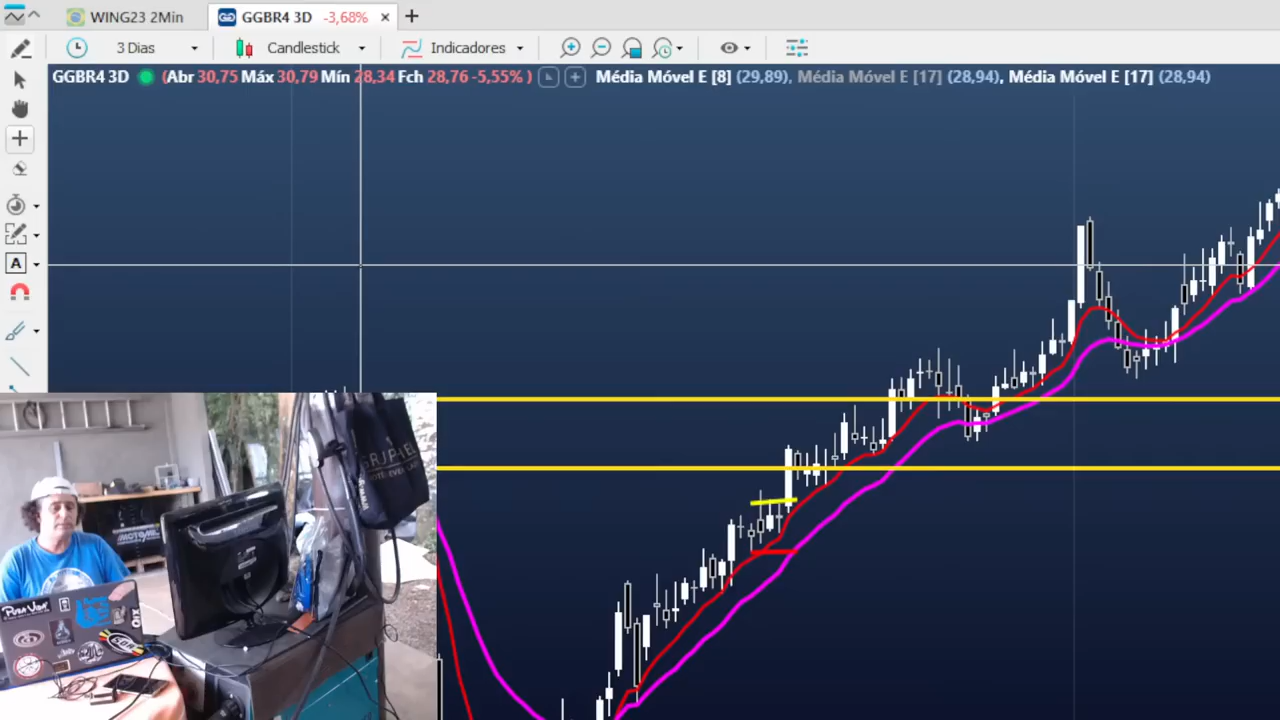 WING23 2Min
GGBR4 3D -3,68% × +
3 Dias Candlestick Indicadores
GGBR4 3D (Abr 30,75 Máx 30,79 Mín 28,34 Fch 28,76 -5,55% ) Média Móvel E [8] (29,89), Média Móvel E [17] (28,94), Média Móvel E [17] (28,94)
A
PURA VIDA